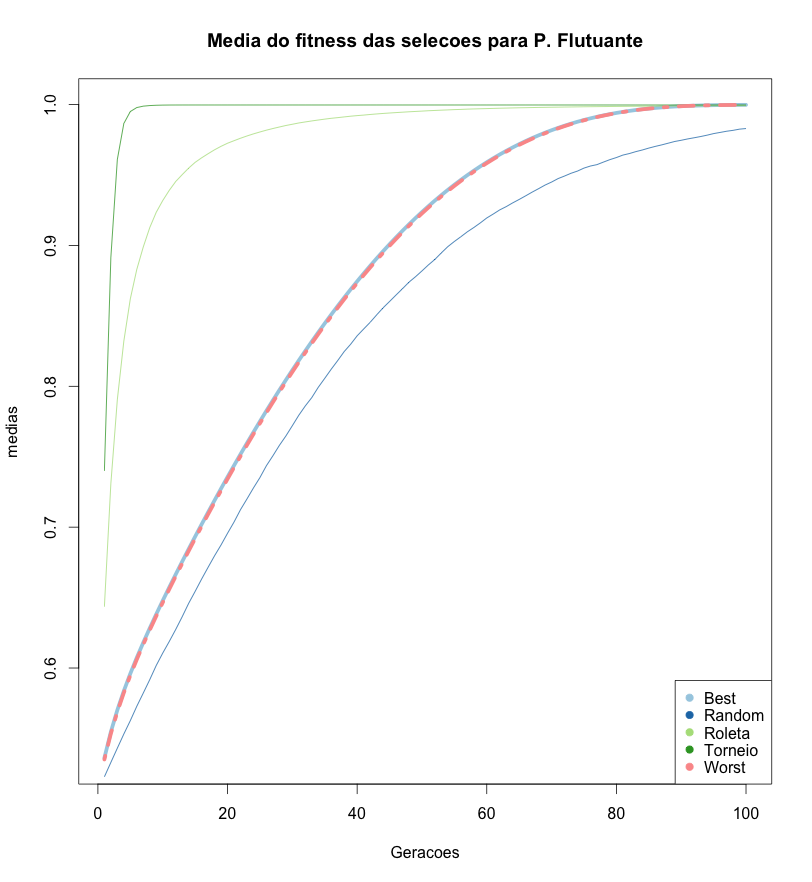 Media do fitness das selecoes para P. Flutuante
medias
1.0
0.9
0.8
0.7
0.6
0 20 40 60 80 100
Geracoes
Best
Random
Roleta
Torneio
Worst